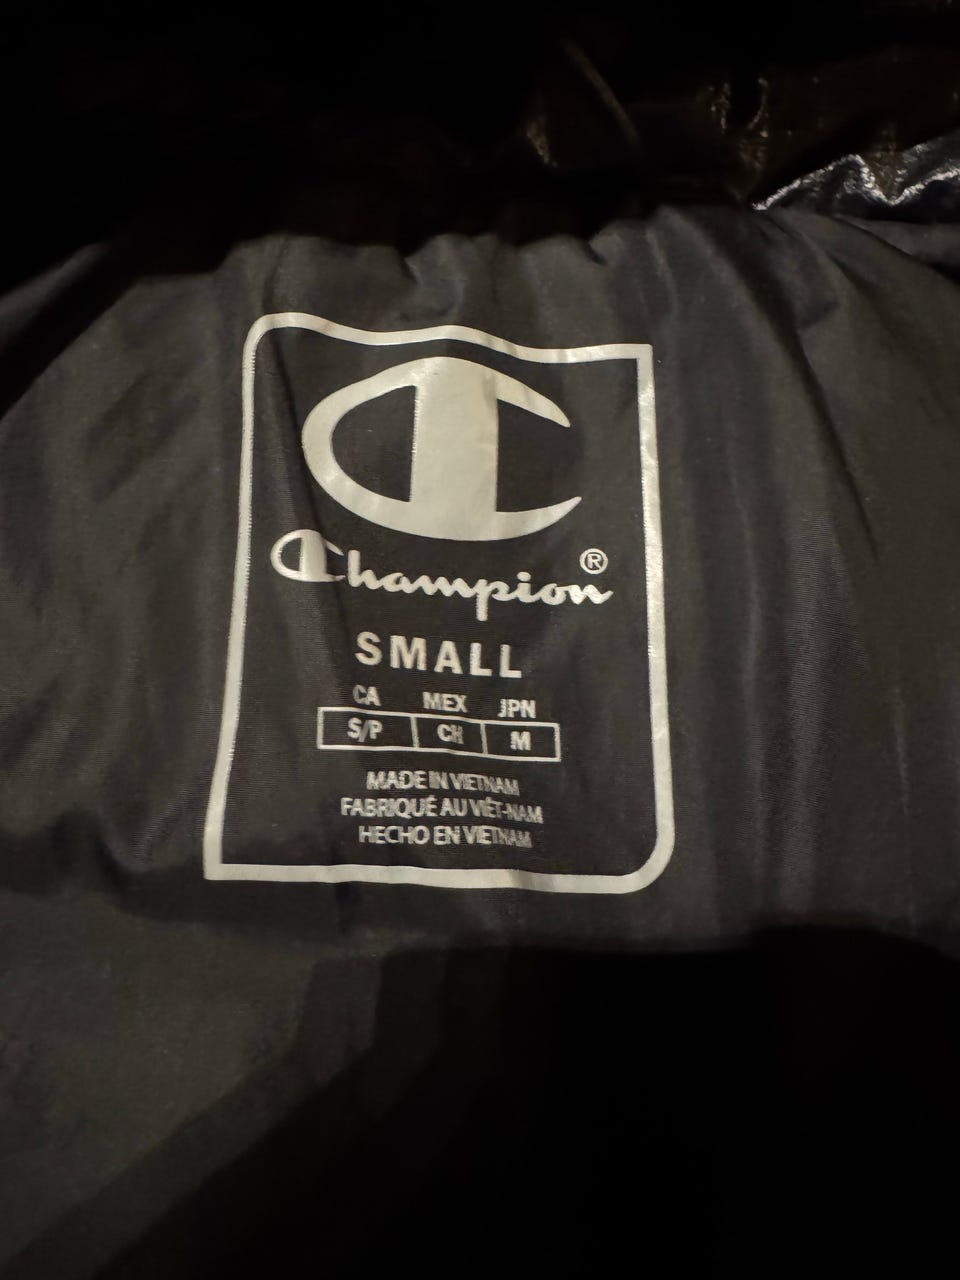 Champion®
SMALL
CA MEX JPN
S/P CH M
MADE IN VIETNAM
FABRIQUÉ AU VIÊT-NAM
HECHO EN VIETNAM